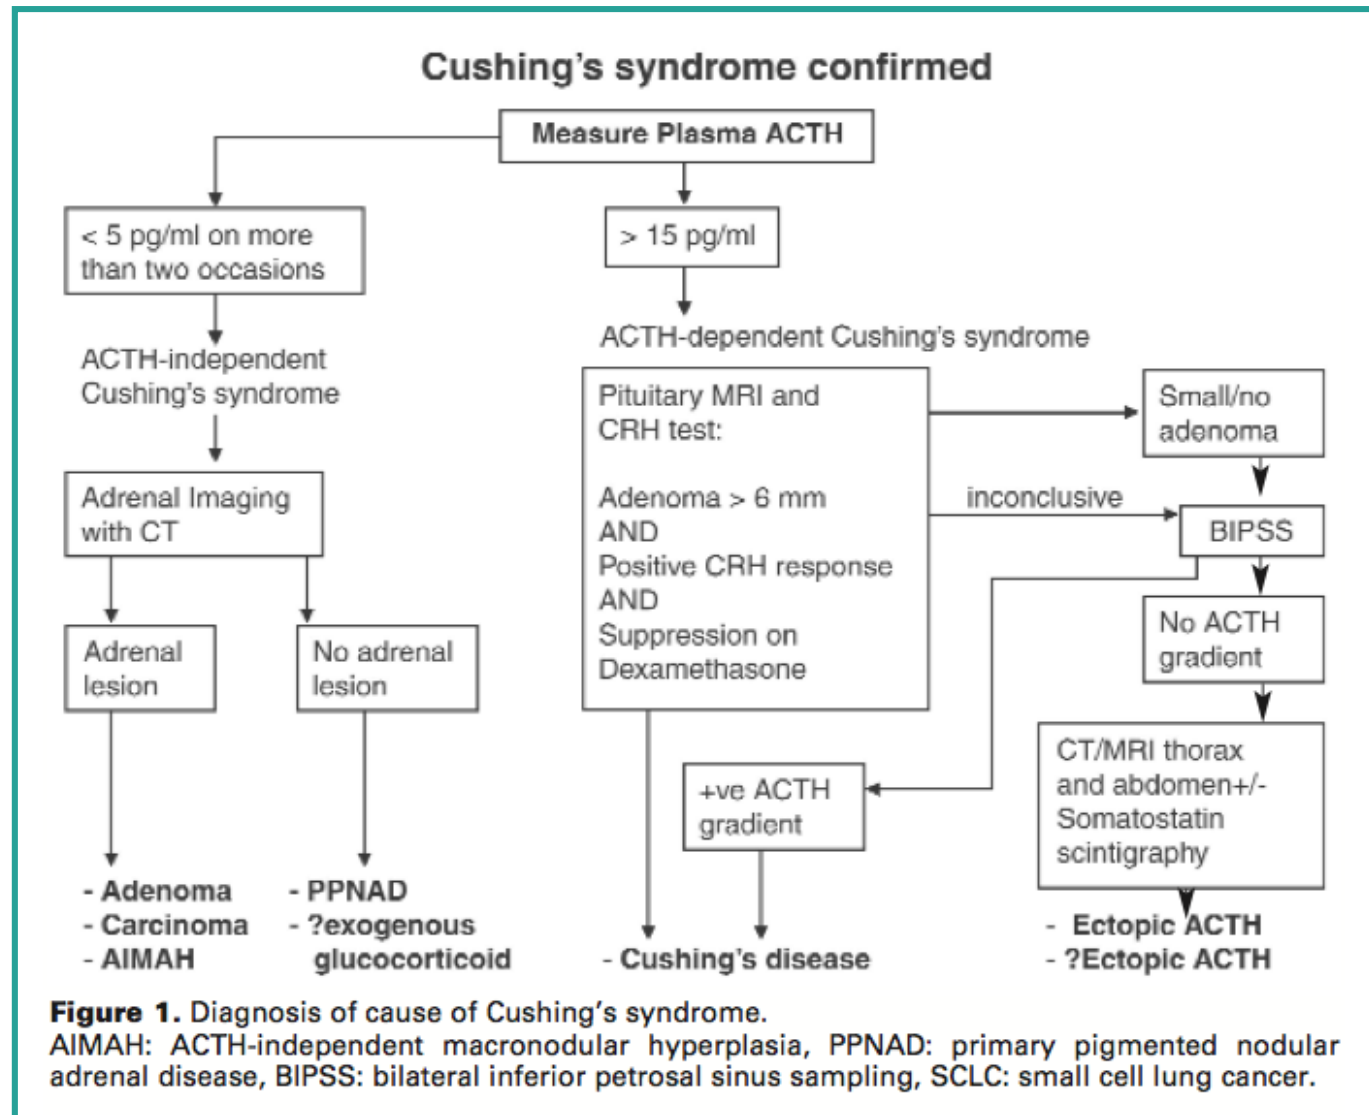 Cushing's syndrome confirmed
Measure Plasma ACTH
< 5 pg/ml on more
than two occasions
> 15 pg/ml
ACTH-independent
Cushing's syndrome
ACTH-dependent Cushing's syndrome
Adrenal Imaging
with CT
Pituitary MRI and
CRH test:
Adenoma > 6 mm
AND
Positive CRH response
AND
Suppression on
Dexamethasone
Small/no
adenoma
inconclusive
BIPSS
Adrenal
lesion
No adrenal
lesion
No ACTH
gradient
+ve ACTH
gradient
CT/MRI thorax
and abdomen+/-
Somatostatin
scintigraphy
- Adenoma
- Carcinoma
- AIMAH
- PPNAD
- ?exogenous
glucocorticoid
- Cushing's disease
- Ectopic ACTH
- ?Ectopic ACTH
Figure 1. Diagnosis of cause of Cushing's syndrome.
AIMAH: ACTH-independent macronodular hyperplasia, PPNAD: primary pigmented nodular
adrenal disease, BIPSS: bilateral inferior petrosal sinus sampling, SCLC: small cell lung cancer.